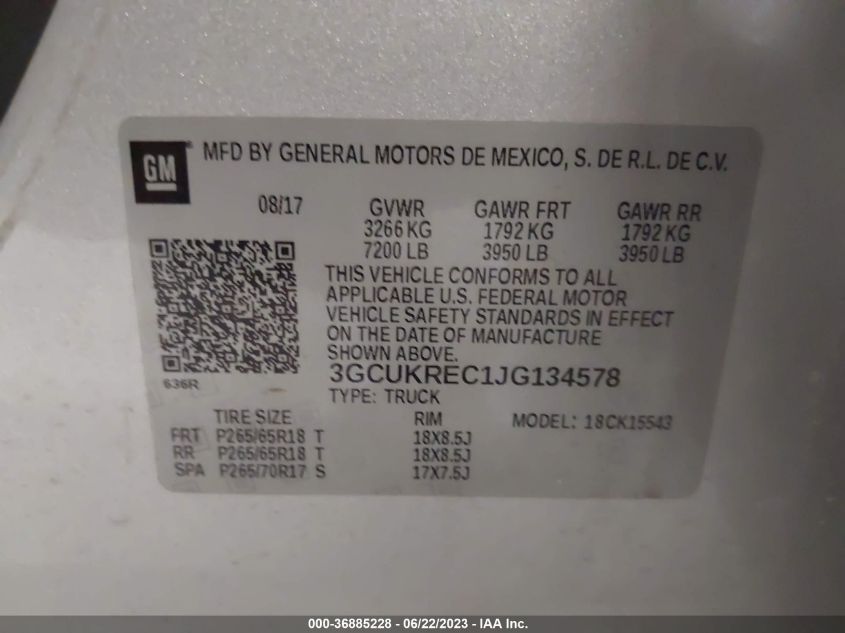 GM ® MFD BY GENERAL MOTORS DE MEXICO, S. DE R.L. DE C.V.
08/17 GVWR GAWR FRT GAWR RR
3266 KG 1792 KG 1792 KG
7200 LB 3950 LB 3950 LB
THIS VEHICLE CONFORMS TO ALL
APPLICABLE U.S. FEDERAL MOTOR
VEHICLE SAFETY STANDARDS IN EFFECT
ON THE DATE OF MANUFACTURE
SHOWN ABOVE.
636R 3GCUKREC1JG134578
TYPE: TRUCK
TIRE SIZE RIM MODEL: 18CK15543
FRT P265/65R18 T 18X8.5J
RR P265/65R18 T 18X8.5J
SPA P265/70R17 S 17X7.5J
000-36885228 - 06/22/2023 - IAA Inc.